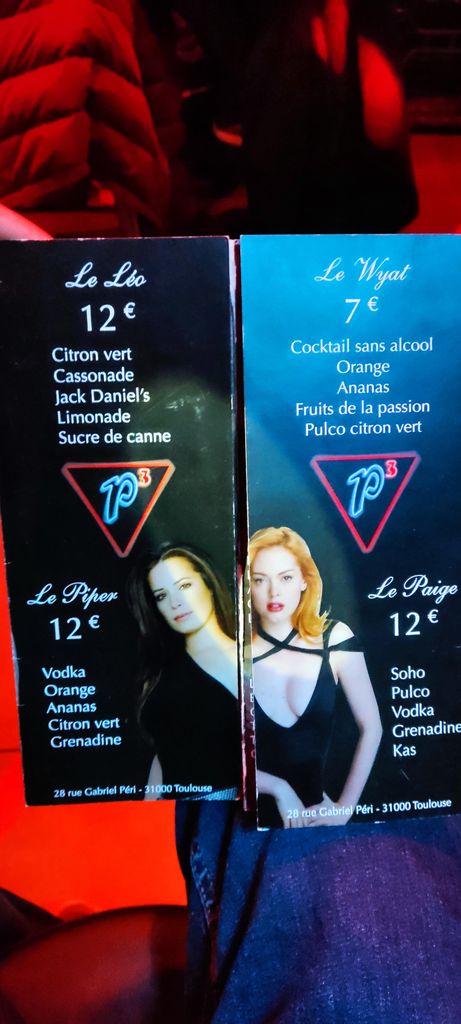 Le Léo
12 €
Citron vert
Cassonade
Jack Daniel's
Limonade
Sucre de canne
P3
Le Piper
12 €
Vodka
Orange
Ananas
Citron vert
Grenadine
28 rue Gabriel Péri - 31000 Toulouse
Le Wyat
7 €
Cocktail sans alcool
Orange
Ananas
Fruits de la passion
Pulco citron vert
P3
Le Paige
12 €
Soho
Pulco
Vodka
Grenadine
Kas
28 rue Gabriel Péri - 31000 Toulouse